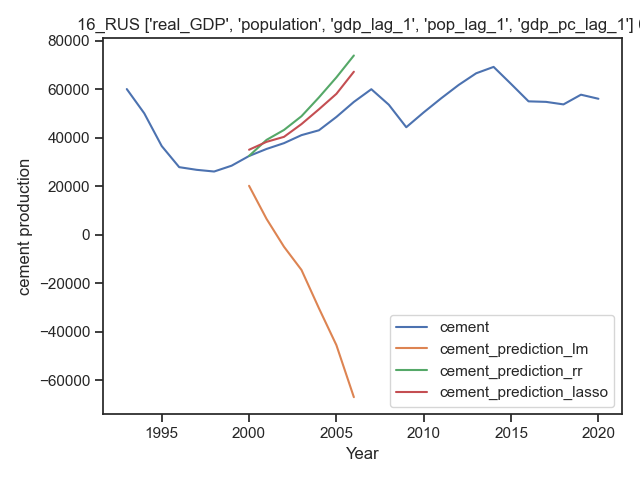 16_RUS ['real_GDP', 'population', 'gdp_lag_1', 'pop_lag_1', 'gdp_pc_lag_1']
80000
60000
40000
20000
0
−20000
−40000
−60000
cement production
1995
2000
2005
2010
2015
2020
Year
cement
cement_prediction_lm
cement_prediction_rr
cement_prediction_lasso